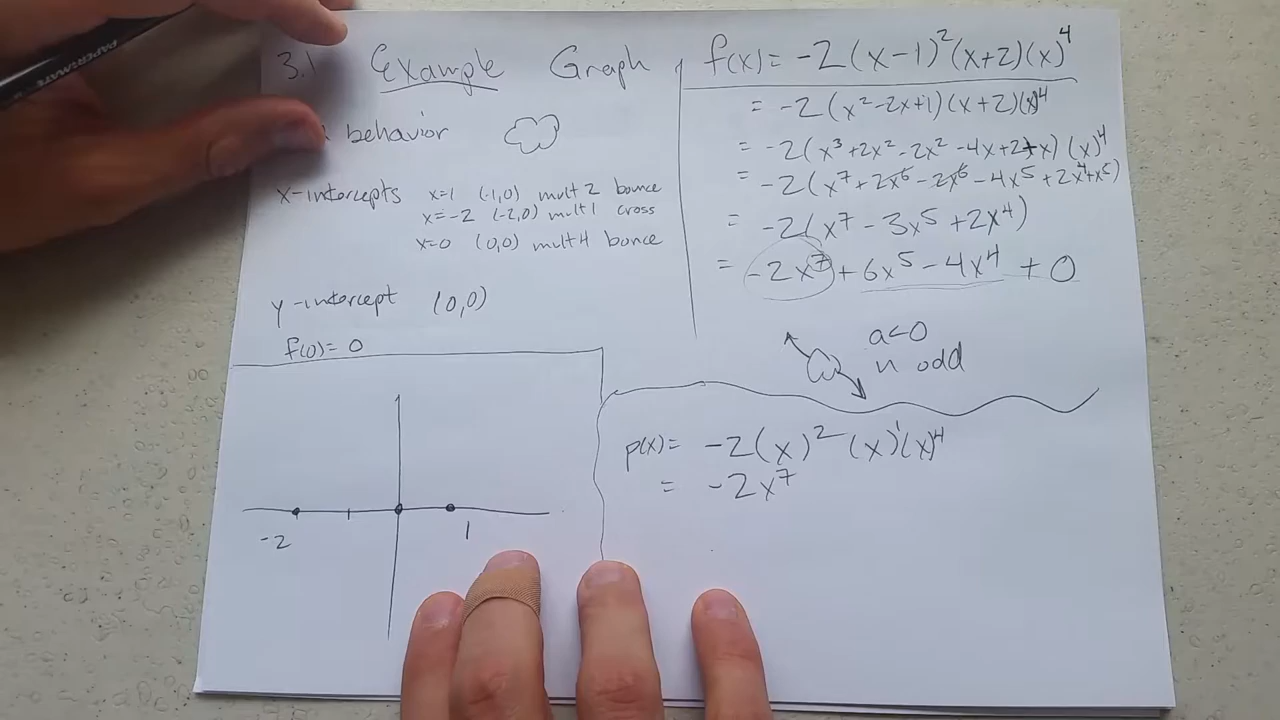 3.1 Example Graph f(x) = -2(x-1)²(x+2)(x)⁴
= -2(x²-2x+1)(x+2)(x)⁴
behavior
= -2(x³+2x²-2x²-4x+2+x)(x)⁴
= -2(x⁷+2x⁶-2x⁶-4x⁵+2x⁴+x⁵)
= -2(x⁷-3x⁵+2x⁴)
= -2x⁷+6x⁵-4x⁴+0
x-intercepts x=1 (-1,0) mult 2 bounce
x=-2 (-2,0) mult 1 cross
x=0 (0,0) mult 4 bounce
y-intercept (0,0)
f(0)=0
a<0
n odd
p(x)= -2(x)²(x)¹(x)⁴
= -2x⁷
-2 1
PAPERMATE